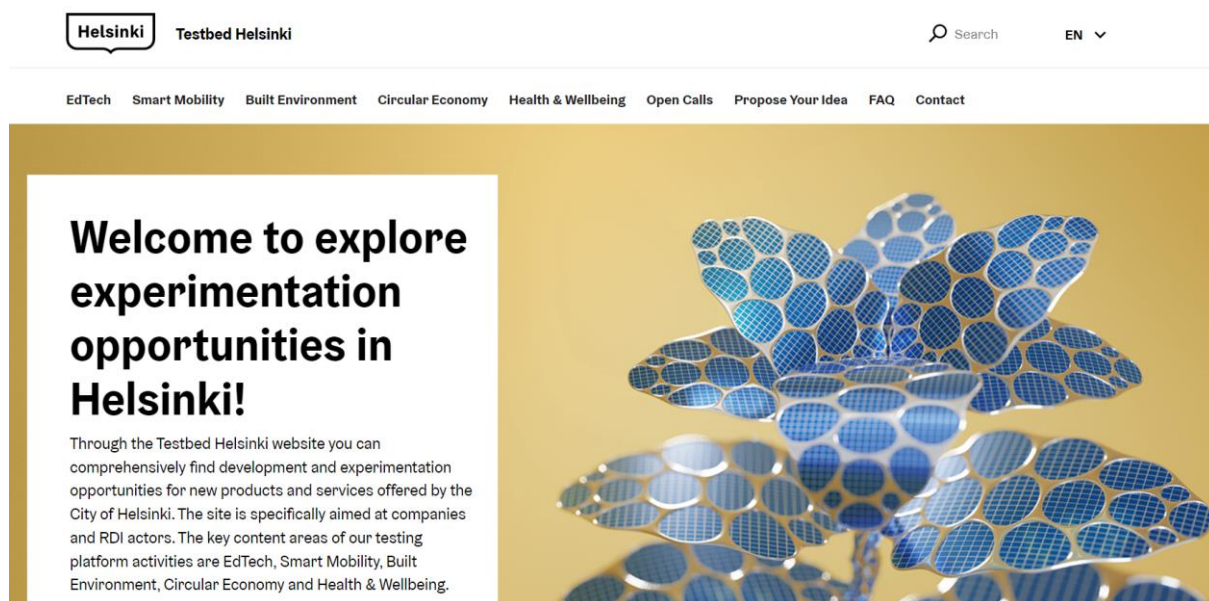 Helsinki
Testbed Helsinki
Search
EN
EdTech Smart Mobility Built Environment Circular Economy Health & Wellbeing Open Calls Propose Your Idea FAQ Contact
Welcome to explore
experimentation
opportunities in
Helsinki!
Through the Testbed Helsinki website you can
comprehensively find development and experimentation
opportunities for new products and services offered by the
City of Helsinki. The site is specifically aimed at companies
and RDI actors. The key content areas of our testing
platform activities are EdTech, Smart Mobility, Built
Environment, Circular Economy and Health & Wellbeing.